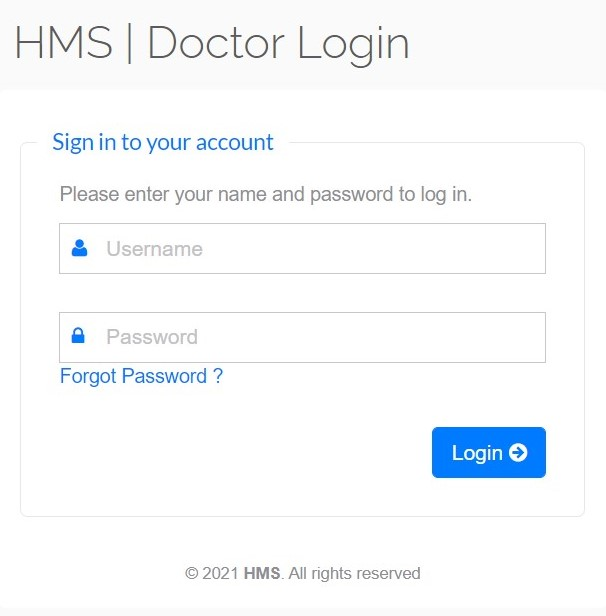 HMS | Doctor Login
Sign in to your account
Please enter your name and password to log in.
Username
Password
Forgot Password ?
Login
© 2021 HMS. All rights reserved